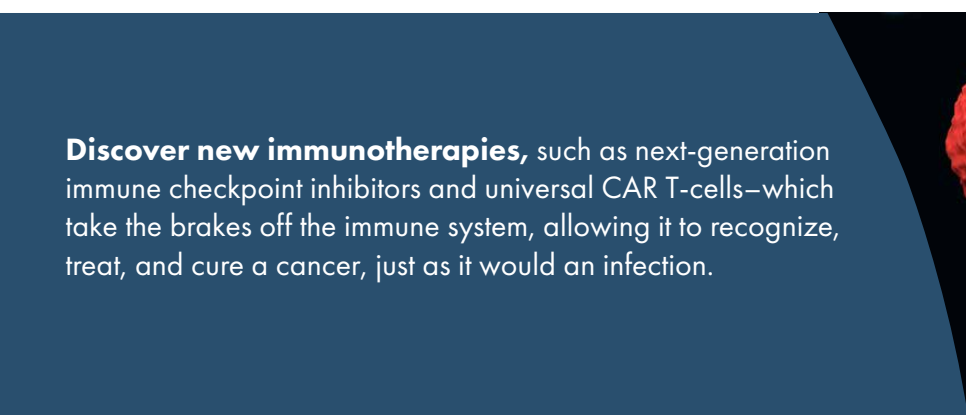 Discover new immunotherapies, such as next-generation
immune checkpoint inhibitors and universal CAR T-cells–which
take the brakes off the immune system, allowing it to recognize,
treat, and cure a cancer, just as it would an infection.